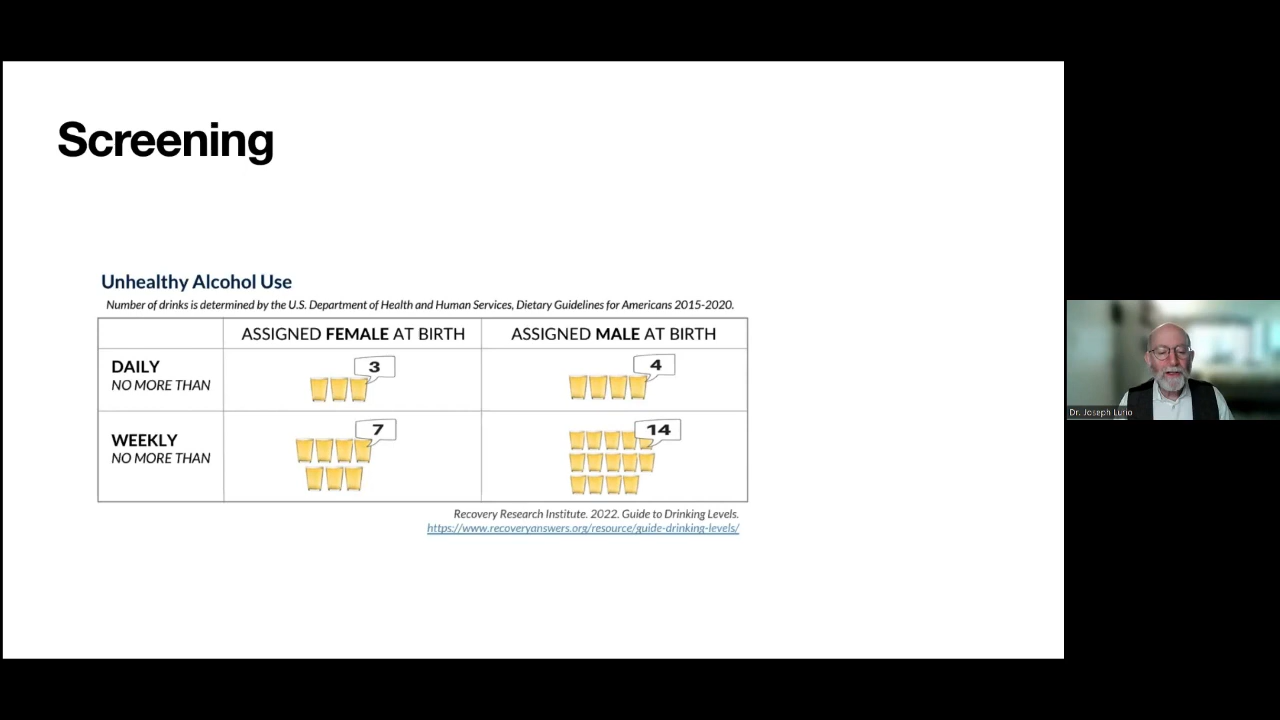 Screening
Unhealthy Alcohol Use
Number of drinks is determined by the U.S. Department of Health and Human Services, Dietary Guidelines for Americans 2015-2020.
ASSIGNED FEMALE AT BIRTH ASSIGNED MALE AT BIRTH
DAILY
NO MORE THAN
3
4
WEEKLY
NO MORE THAN
7
14
Recovery Research Institute. 2022. Guide to Drinking Levels.
https://www.recoveryanswers.org/resource/guide-drinking-levels/
Dr. Joseph Lurio